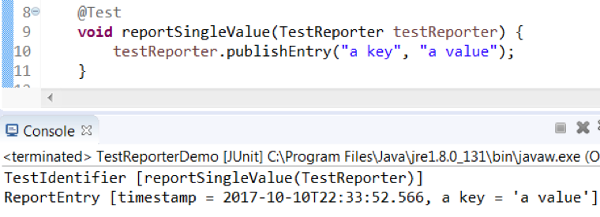 8 @Test
9 void reportSingleValue(TestReporter testReporter) {
10 testReporter.publishEntry("a key", "a value");
11 }
Console
<terminated> TestReporterDemo [JUnit] C:\Program Files\Java\jre1.8.0_131\bin\javaw.exe (O
TestIdentifier [reportSingleValue(TestReporter)]
ReportEntry [timestamp = 2017-10-10T22:33:52.566, a key = 'a value']